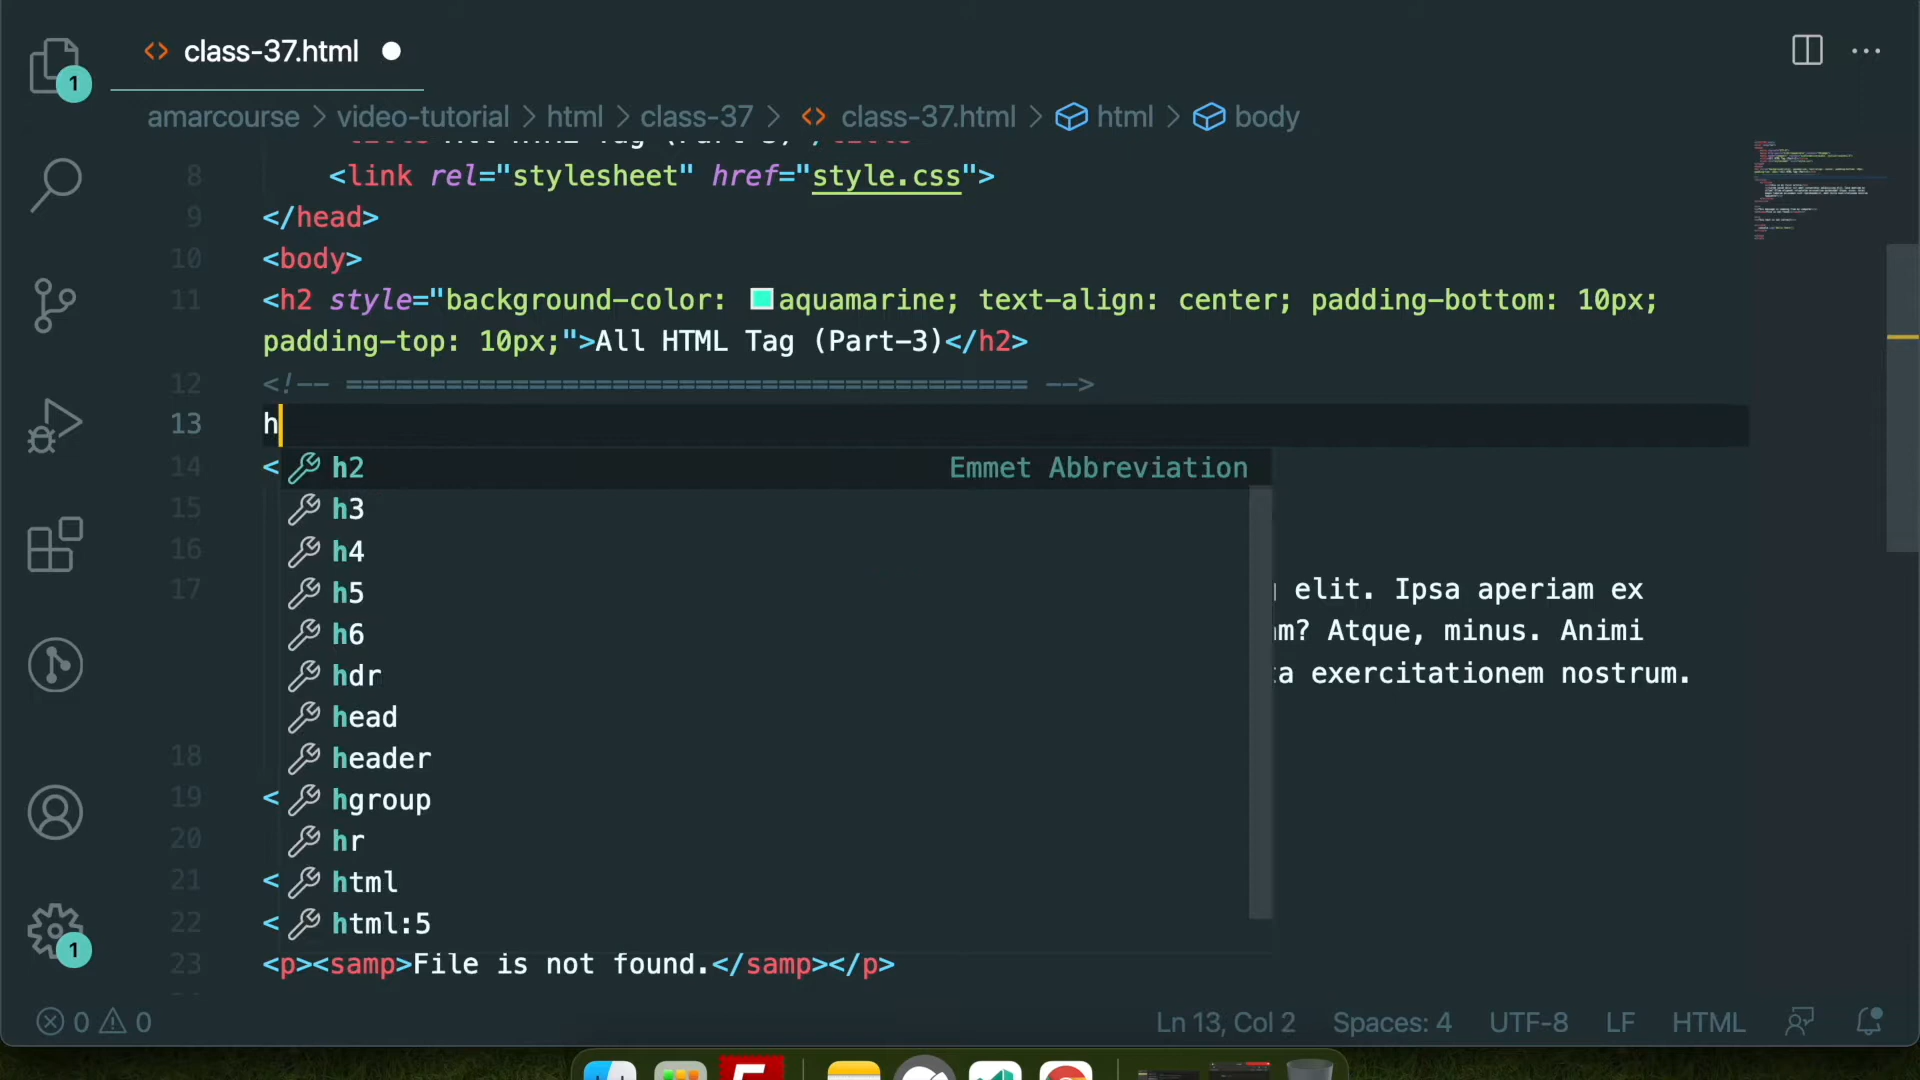 class-37.html
1
amarcourse > video-tutorial > html > class-37 > class-37.html > html > body
8 <link rel="stylesheet" href="style.css">
9 </head>
10 <body>
11 <h2 style="background-color: aquamarine; text-align: center; padding-bottom: 10px;
padding-top: 10px;">All HTML Tag (Part-3)</h2>
12 <!-- ========================================= -->
13 h
14 < h2 Emmet Abbreviation
15 h3
16 h4
17 h5 elit. Ipsa aperiam ex
h6 m? Atque, minus. Animi
hdr a exercitationem nostrum.
head
18 header
19 < hgroup
20 hr
21 < html
22 < html:5
1
23 <p><samp>File is not found.</samp></p>
0 0 Ln 13, Col 2 Spaces: 4 UTF-8 LF HTML